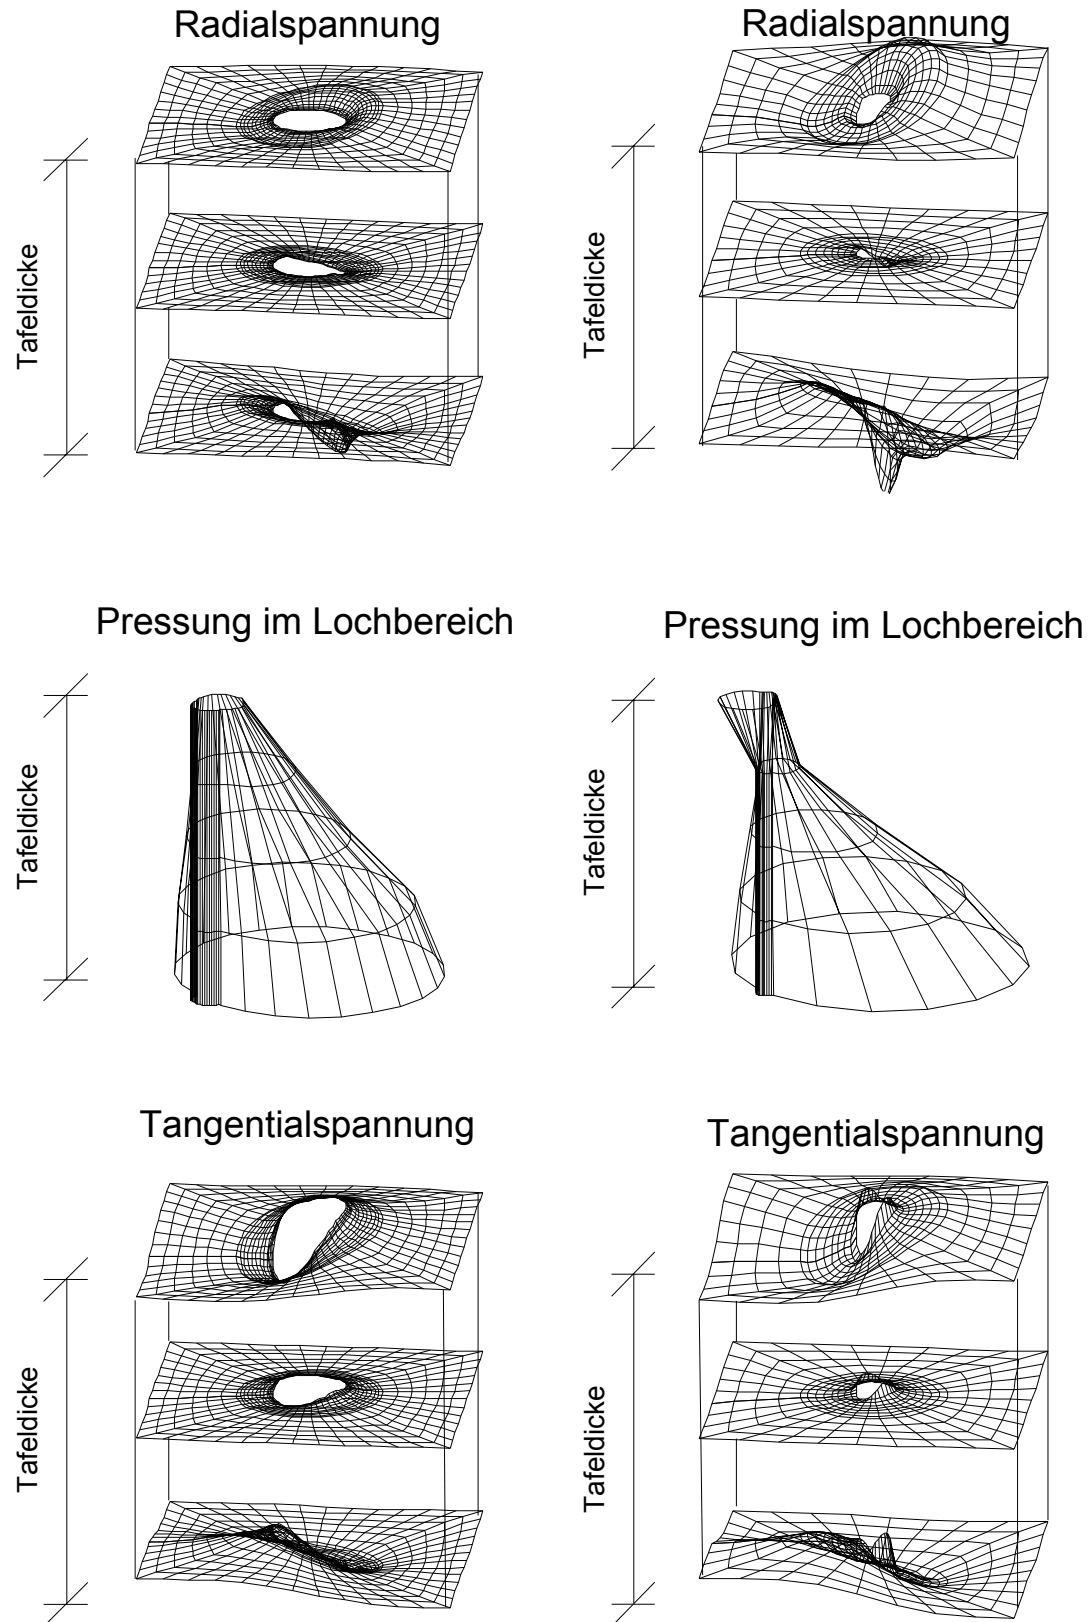 Radialspannung
Radialspannung
Tafeldicke
Tafeldicke
Pressung im Lochbereich
Pressung im Lochbereich
Tafeldicke
Tafeldicke
Tangentialspannung
Tangentialspannung
Tafeldicke
Tafeldicke